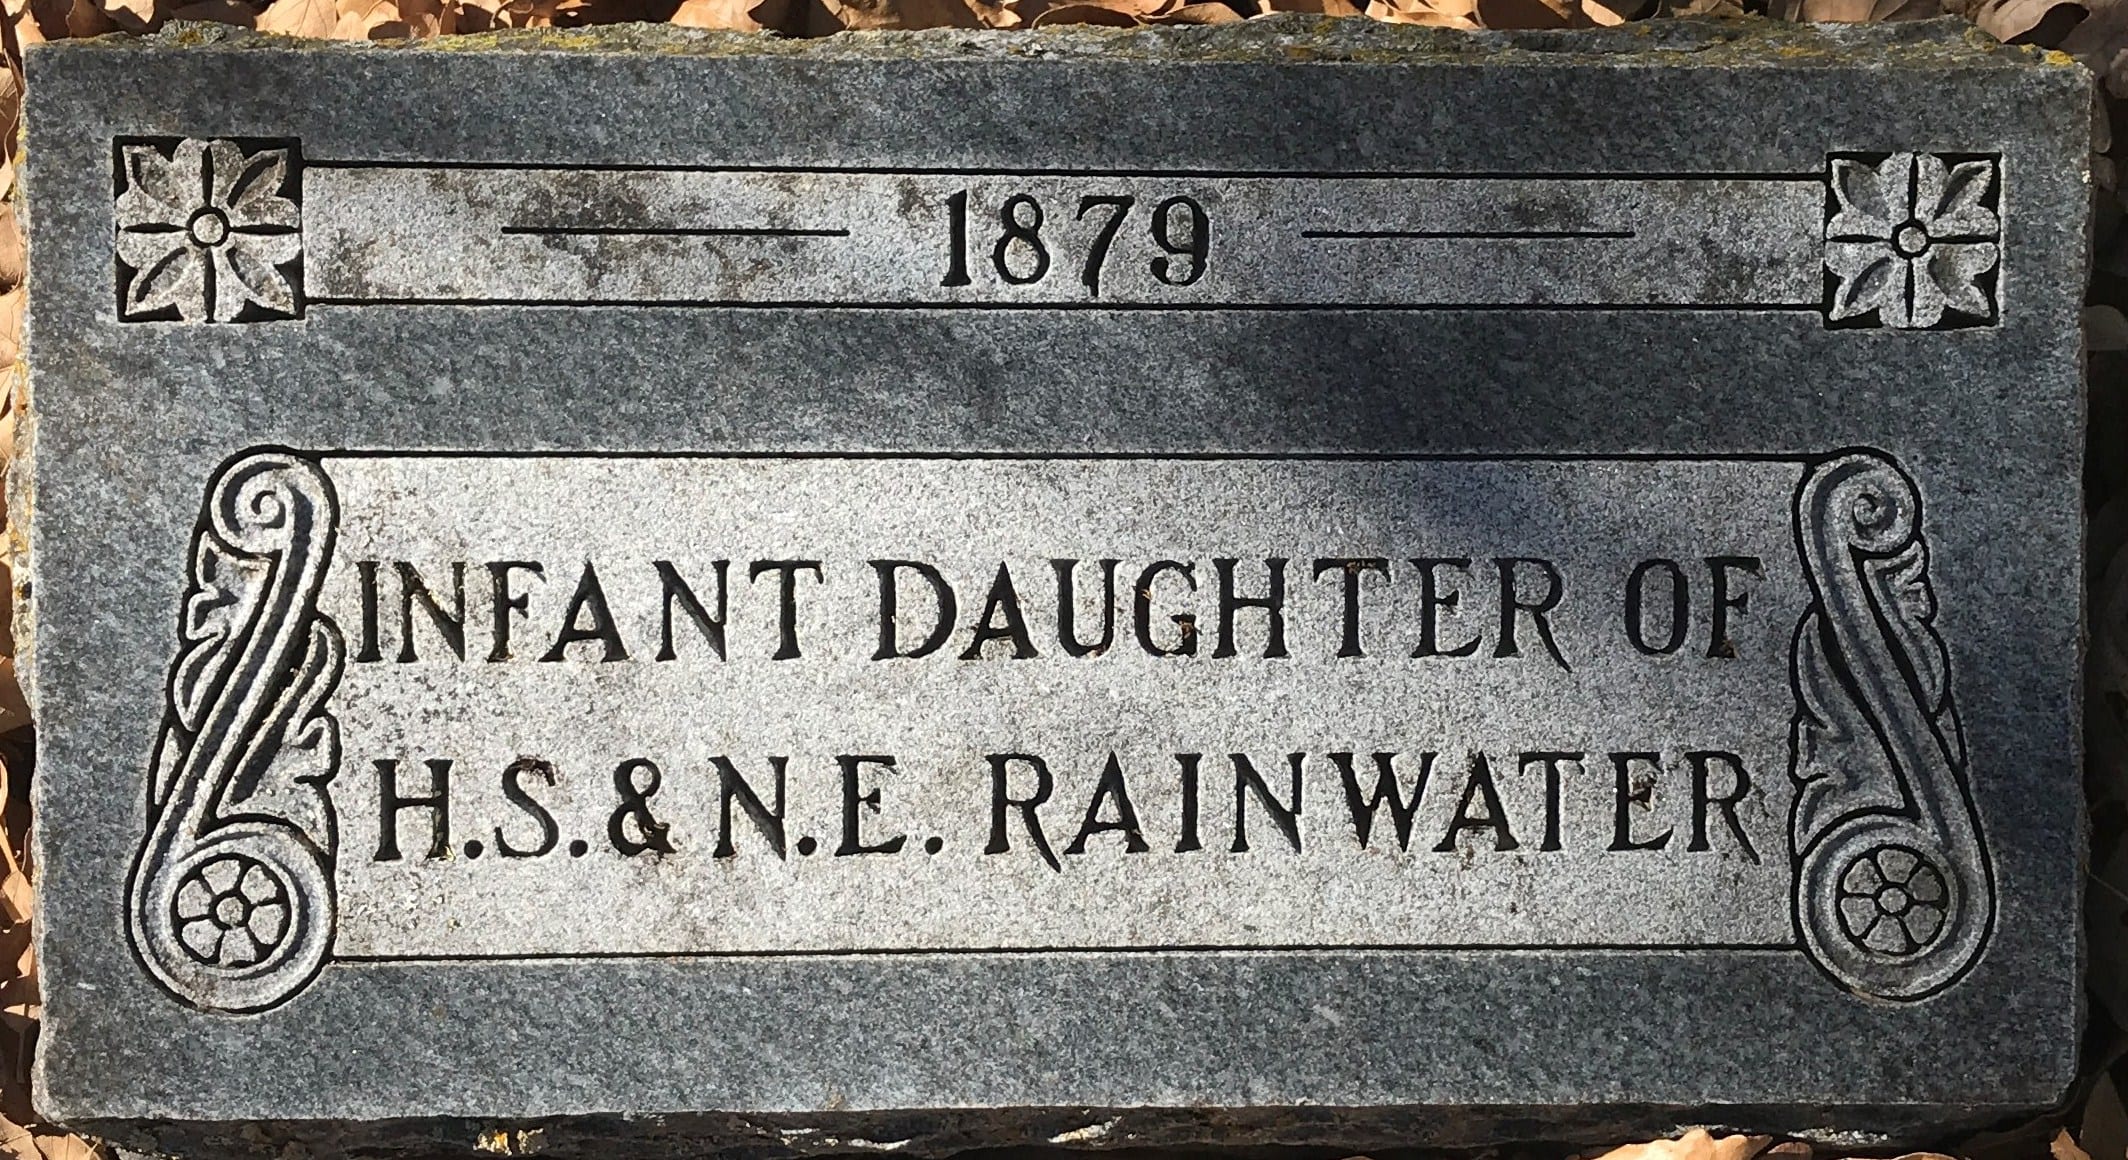 1879
INFANT DAUGHTER OF
H.S. & N.E. RAINWATER